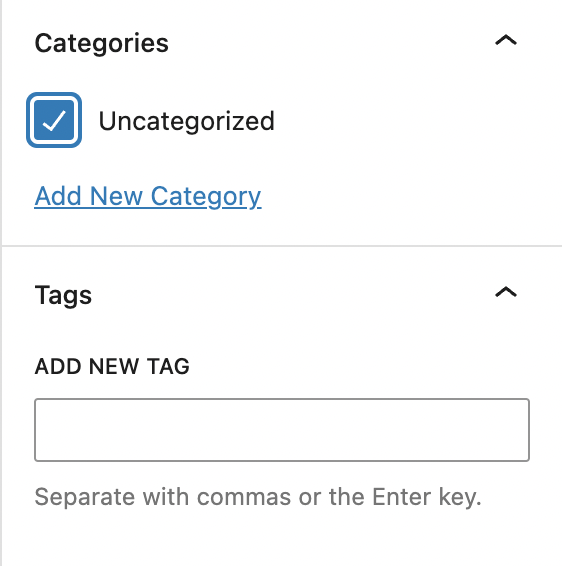 Categories
Uncategorized
Add New Category
Tags
ADD NEW TAG
Separate with commas or the Enter key.